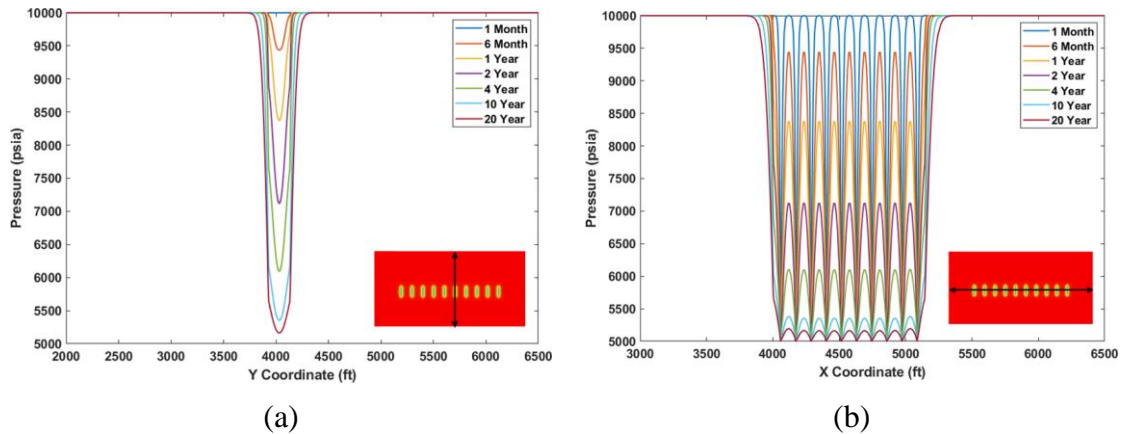 10000
9500
9000
8500
8000
7500
7000
6500
6000
5500
5000
Pressure (psia)
2000 2500 3000 3500 4000 4500 5000 5500 6000 6500
Y Coordinate (ft)
1 Month
6 Month
1 Year
2 Year
4 Year
10 Year
20 Year
(a)
10000
9500
9000
8500
8000
7500
7000
6500
6000
5500
5000
Pressure (psia)
3000 3500 4000 4500 5000 5500 6000 6500
X Coordinate (ft)
1 Month
6 Month
1 Year
2 Year
4 Year
10 Year
20 Year
(b)